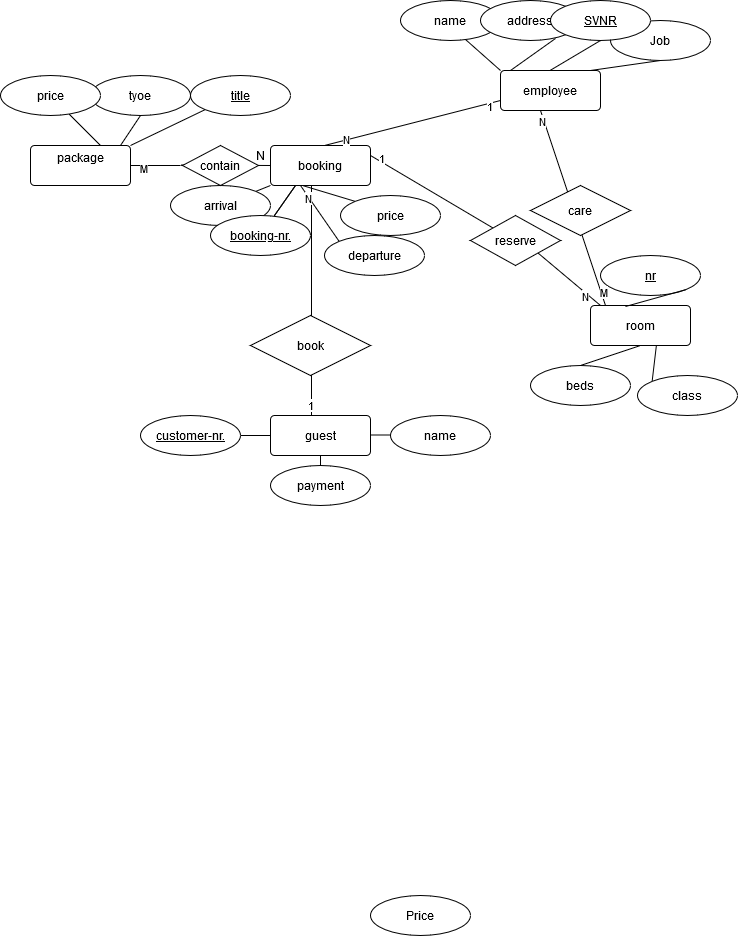 name
address
SVNR
Job
employee
price
tyoe
title
1
N
N
package
M
contain
N
booking
1
arrival
N
price
care
booking-nr.
reserve
departure
nr
N
M
room
book
beds
class
1
customer-nr.
guest
name
payment
Price